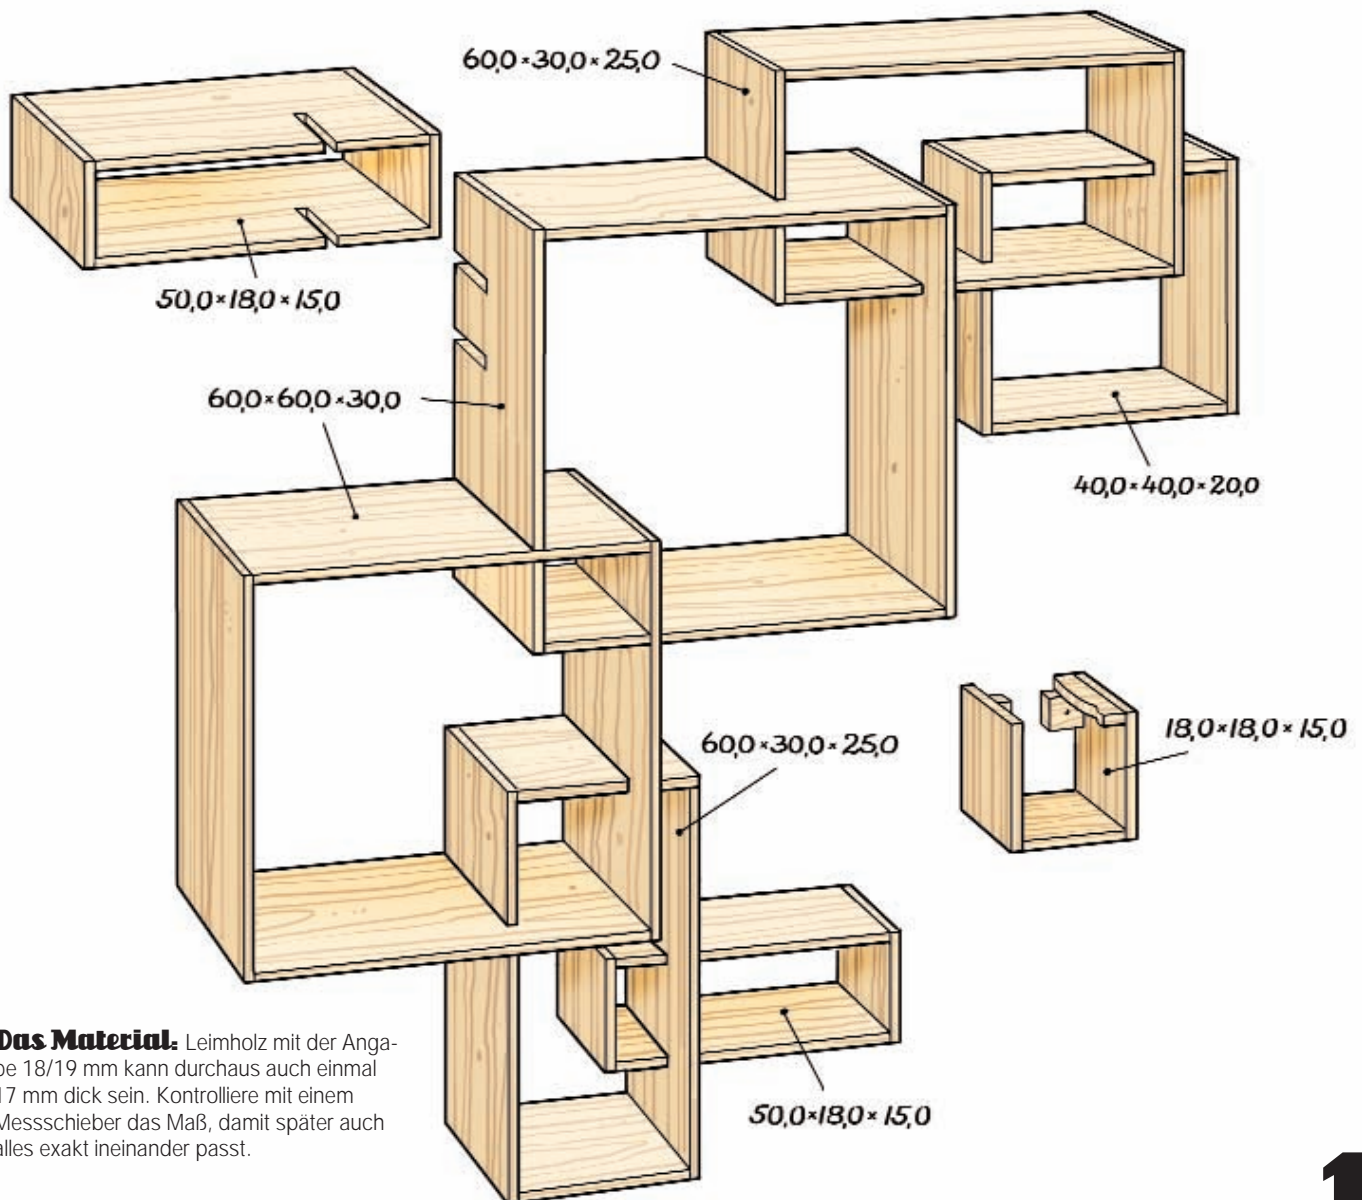 60,0×30,0×25,0
50,0×18,0×15,0
60,0×60,0×30,0
40,0×40,0×20,0
60,0×30,0×25,0
18,0×18,0×15,0
50,0×18,0×15,0
Das Material: Leimholz mit der Anga-
be 18/19 mm kann durchaus auch einmal
17 mm dick sein. Kontrolliere mit einem
Messschieber das Maß, damit später auch
alles exakt ineinander passt.
1